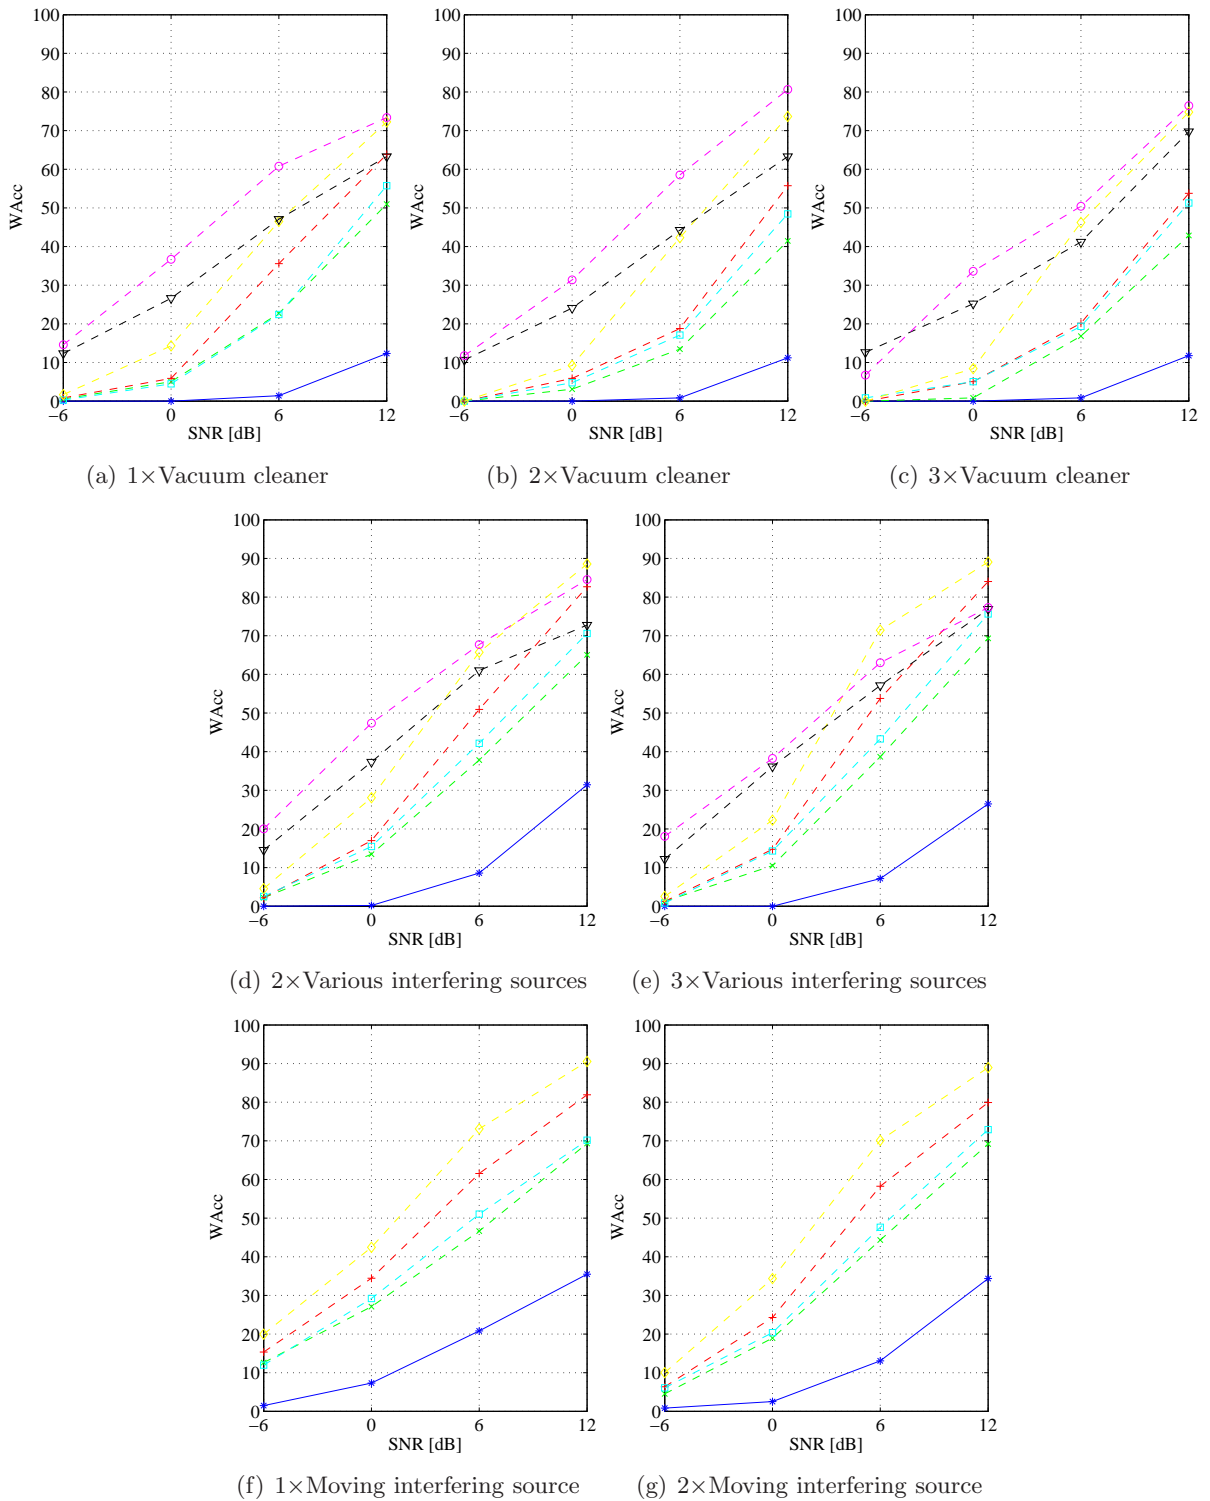 100
90
80
70
60
50
40
30
20
10
0
WAcc
−6 0 6 12
SNR [dB]
(a) 1×Vacuum cleaner
100
90
80
70
60
50
40
30
20
10
0
WAcc
−6 0 6 12
SNR [dB]
(b) 2×Vacuum cleaner
100
90
80
70
60
50
40
30
20
10
0
WAcc
−6 0 6 12
SNR [dB]
(c) 3×Vacuum cleaner
100
90
80
70
60
50
40
30
20
10
0
WAcc
−6 0 6 12
SNR [dB]
(d) 2×Various interfering sources
100
90
80
70
60
50
40
30
20
10
0
WAcc
−6 0 6 12
SNR [dB]
(e) 3×Various interfering sources
100
90
80
70
60
50
40
30
20
10
0
WAcc
−6 0 6 12
SNR [dB]
(f) 1×Moving interfering source
100
90
80
70
60
50
40
30
20
10
0
WAcc
−6 0 6 12
SNR [dB]
(g) 2×Moving interfering source